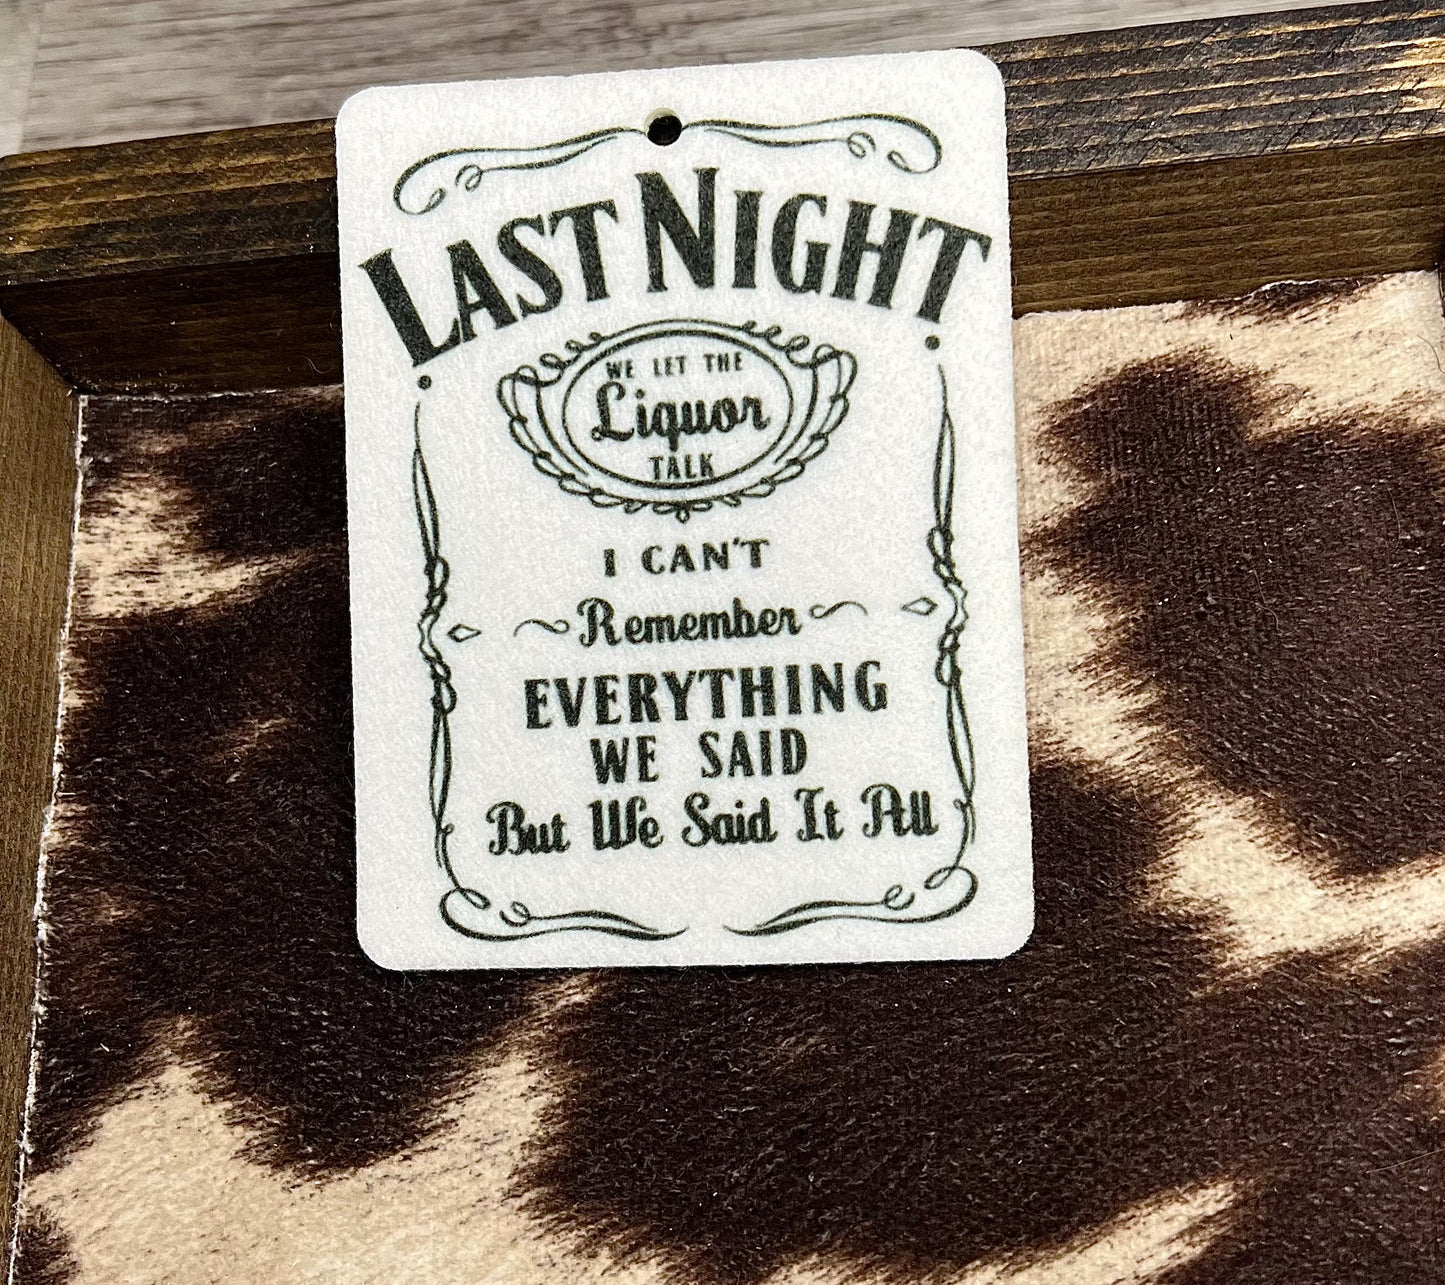 LAST NIGHT
WE LET THE
Liquor
TALK
I CAN'T
Remember
EVERYTHING
WE SAID
But We Said It All